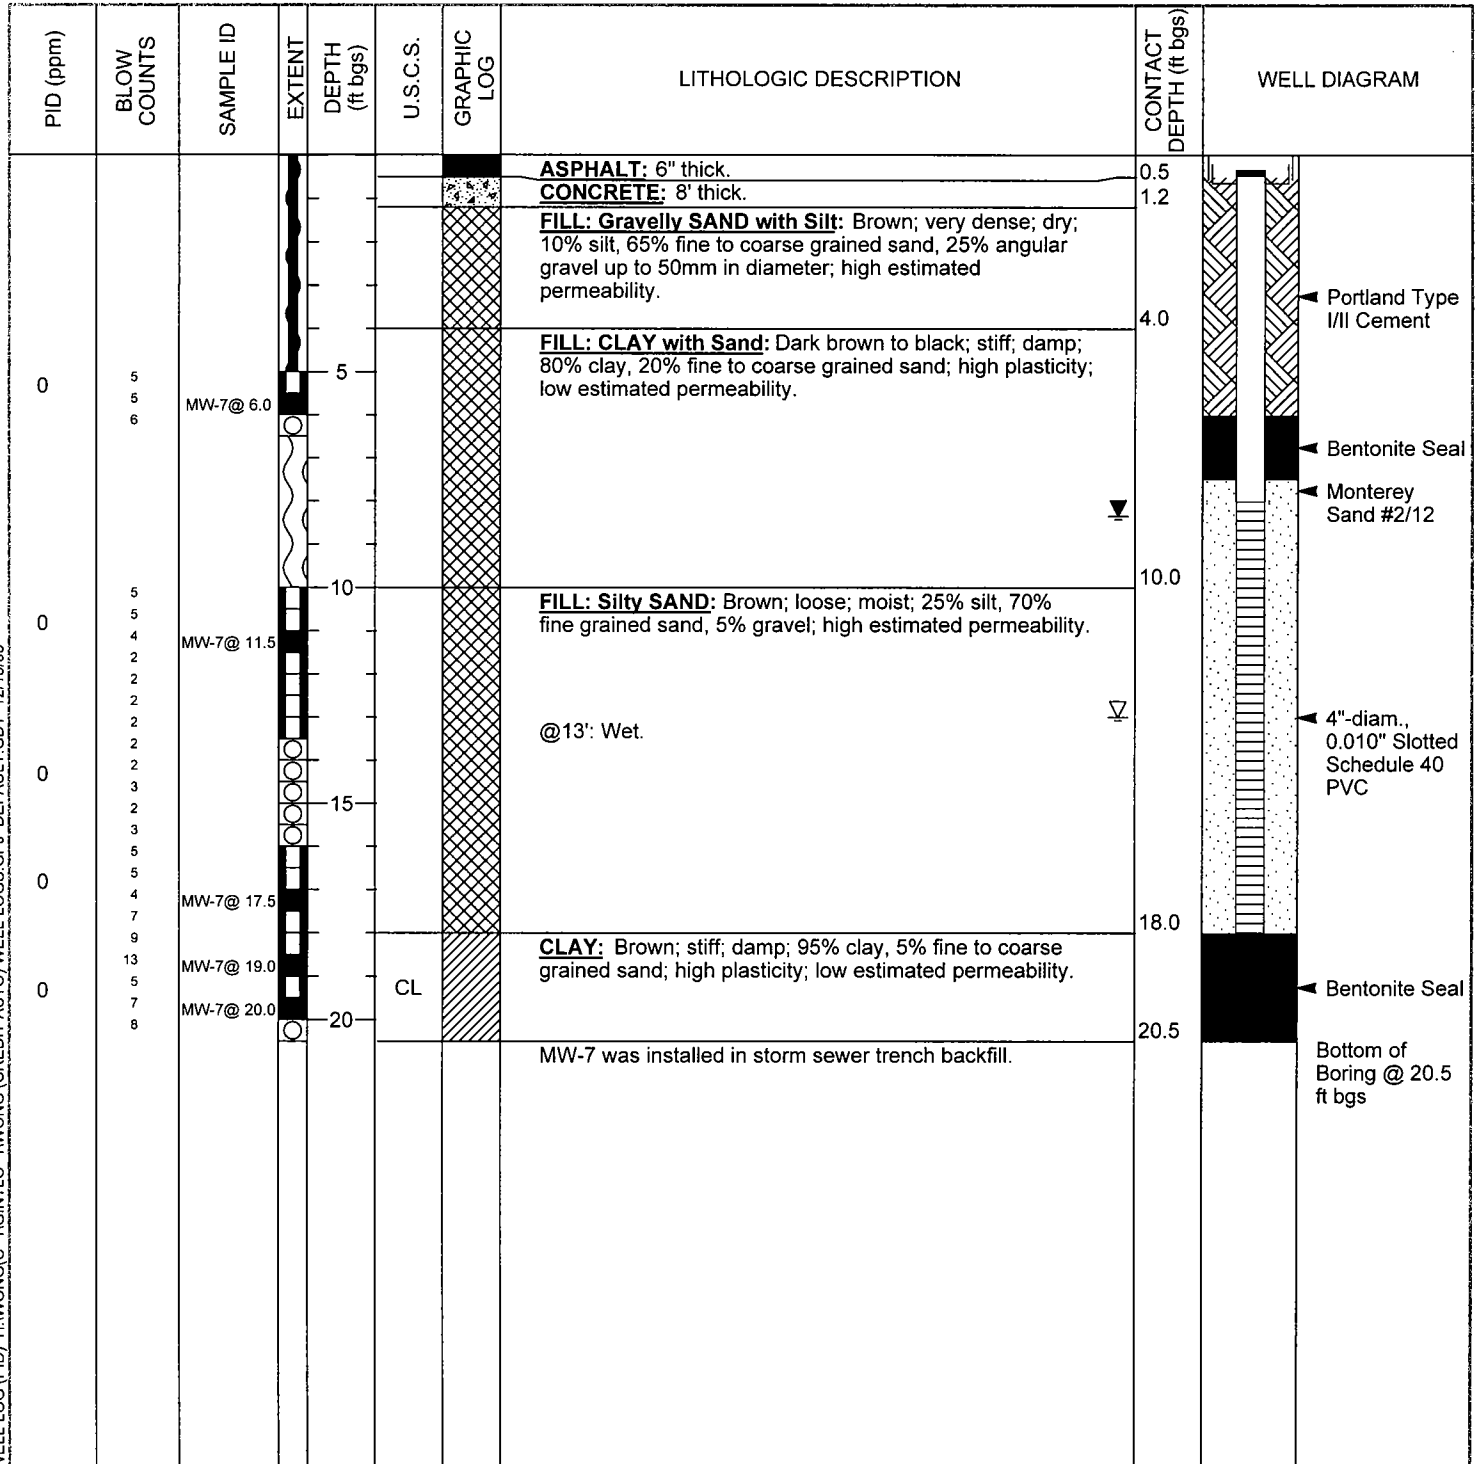 PID (ppm)
BLOW
COUNTS
SAMPLE ID
EXTENT
DEPTH
(ft bgs)
U.S.C.S.
GRAPHIC
LOG
LITHOLOGIC DESCRIPTION
CONTACT
DEPTH (ft bgs)
WELL DIAGRAM
ASPHALT: 6" thick.
0.5
CONCRETE: 8' thick.
1.2
FILL: Gravelly SAND with Silt: Brown; very dense; dry;
10% silt, 65% fine to coarse grained sand, 25% angular
gravel up to 50mm in diameter; high estimated
permeability.
Portland Type
I/II Cement
4.0
FILL: CLAY with Sand: Dark brown to black; stiff; damp;
80% clay, 20% fine to coarse grained sand; high plasticity;
low estimated permeability.
0
5
5
6
MW-7@ 6.0
5
Bentonite Seal
Monterey
Sand #2/12
10
10.0
FILL: Silty SAND: Brown; loose; moist; 25% silt, 70%
fine grained sand, 5% gravel; high estimated permeability.
0
5
5
4
MW-7@ 11.5
2
2
2
2
@13': Wet.
4"-diam.,
0.010" Slotted
Schedule 40
PVC
0
2
2
3
2
3
15
5
0
5
4
MW-7@ 17.5
7
18.0
CLAY: Brown; stiff; damp; 95% clay, 5% fine to coarse
grained sand; high plasticity; low estimated permeability.
9
13
MW-7@ 19.0
0
5
CL
Bentonite Seal
7
MW-7@ 20.0
8
20
20.5
MW-7 was installed in storm sewer trench backfill.
Bottom of
Boring @ 20.5
ft bgs